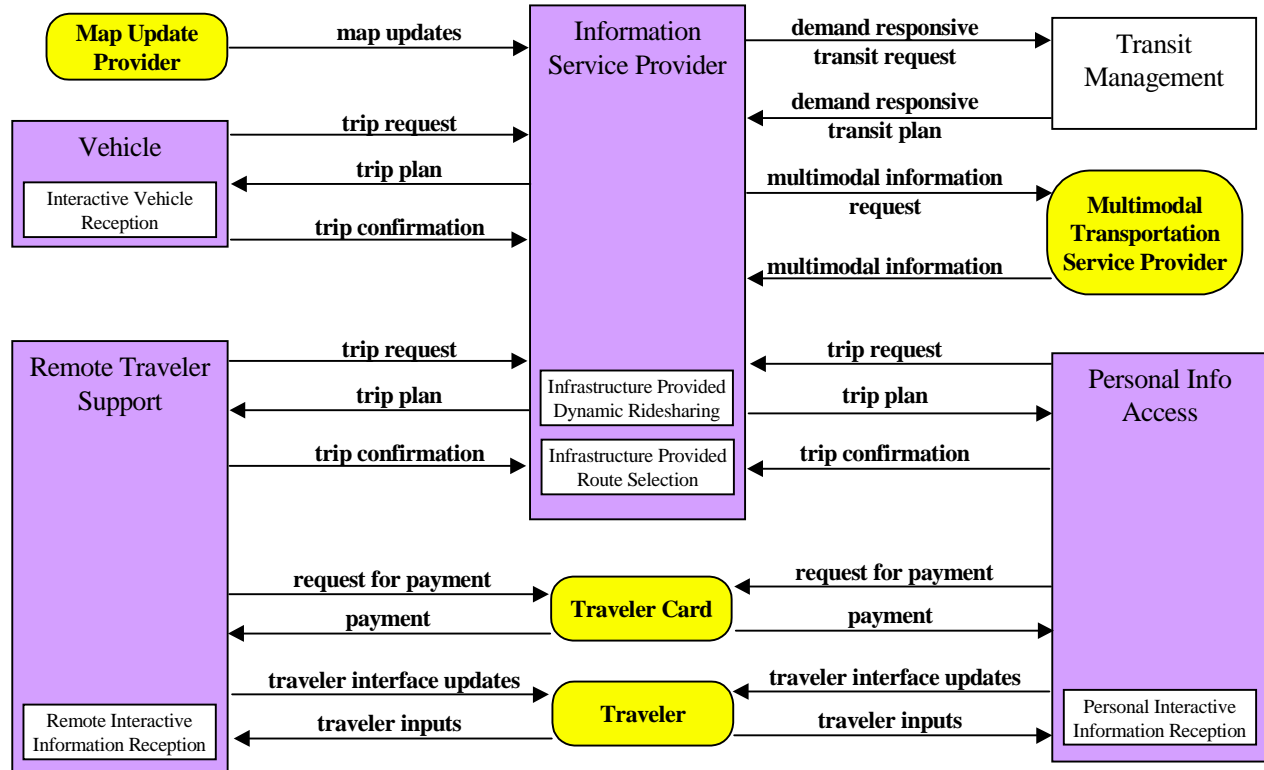 Map Update
Provider
map updates
Information
Service Provider
demand responsive
transit request
Transit
Management
demand responsive
transit plan
Vehicle
Interactive Vehicle
Reception
trip request
trip plan
trip confirmation
multimodal information
request
multimodal information
Multimodal
Transportation
Service Provider
Remote Traveler
Support
trip request
trip plan
trip confirmation
Infrastructure Provided
Dynamic Ridesharing
Infrastructure Provided
Route Selection
trip request
trip plan
trip confirmation
Personal Info
Access
request for payment
payment
Traveler Card
request for payment
payment
traveler interface updates
traveler inputs
Traveler
traveler interface updates
traveler inputs
Remote Interactive
Information Reception
Personal Interactive
Information Reception